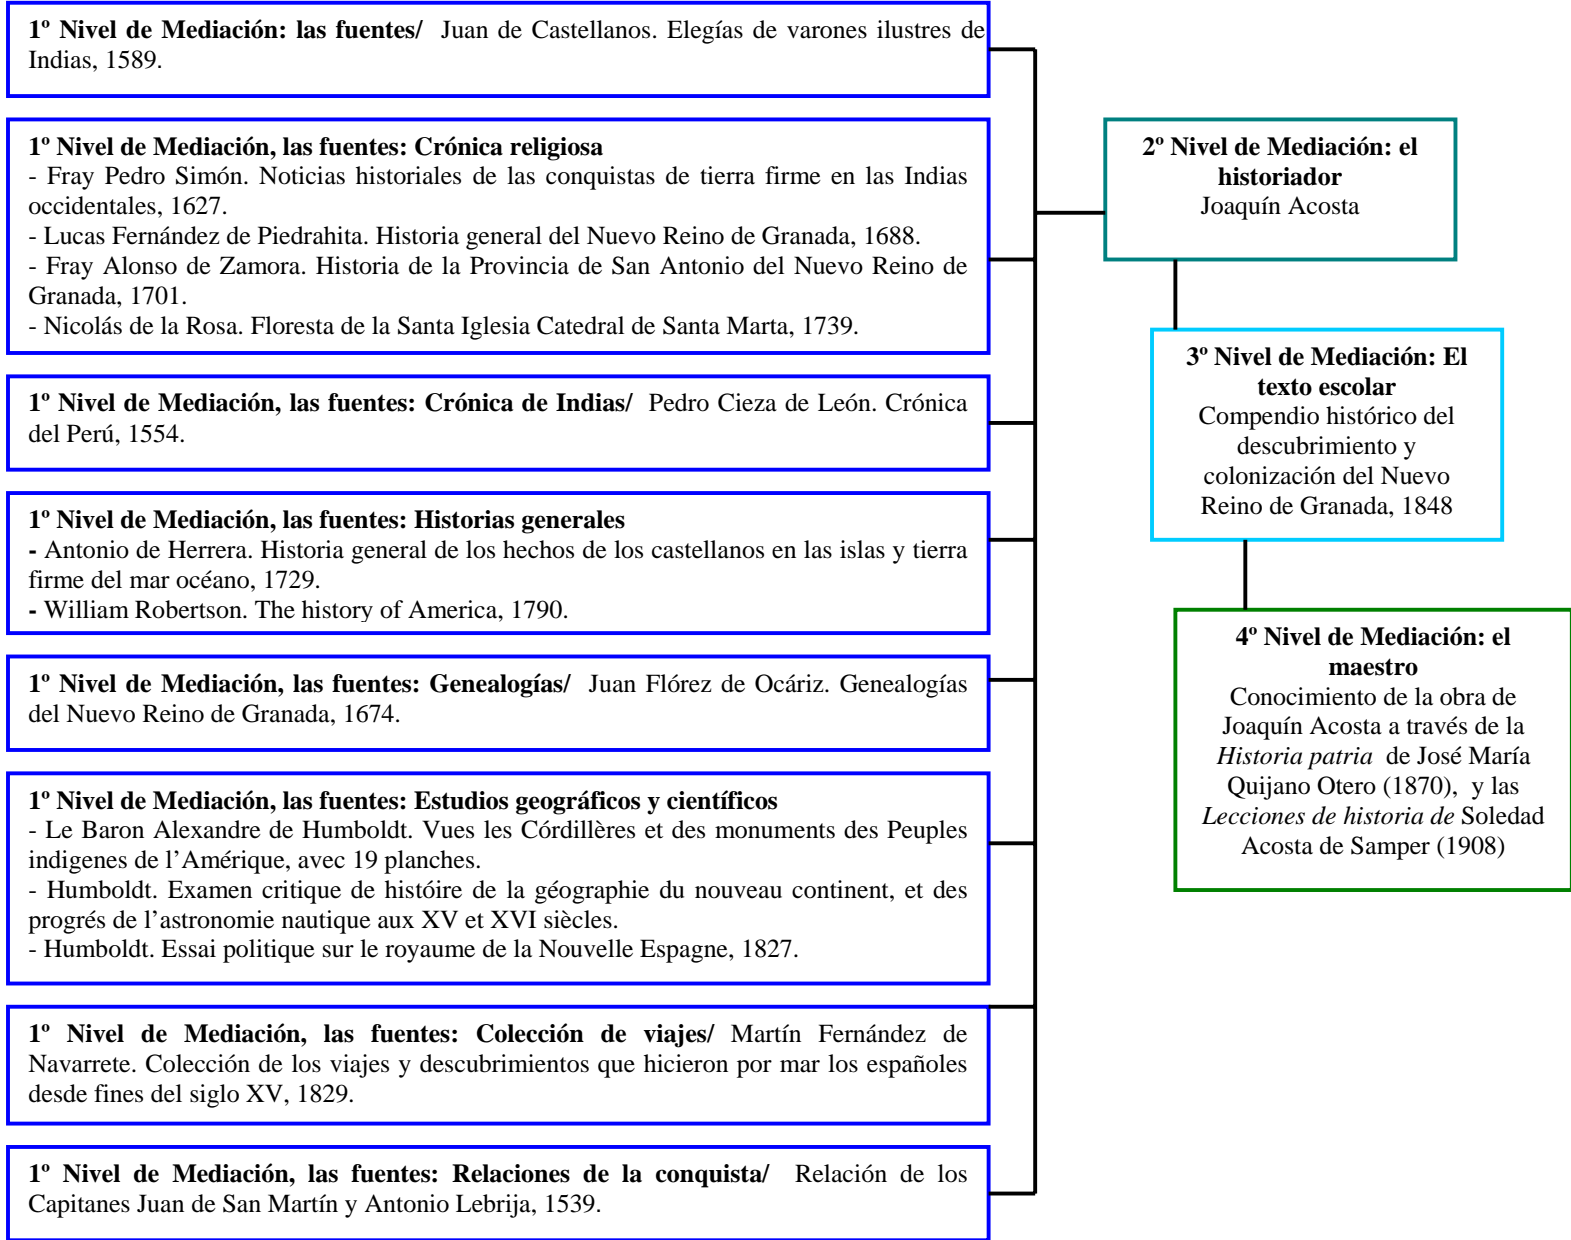 1º Nivel de Mediación: las fuentes/ Juan de Castellanos. Elegías de varones ilustres de
Indias, 1589.
1º Nivel de Mediación, las fuentes: Crónica religiosa
- Fray Pedro Simón. Noticias historiales de las conquistas de tierra firme en las Indias
occidentales, 1627.
- Lucas Fernández de Piedrahita. Historia general del Nuevo Reino de Granada, 1688.
- Fray Alonso de Zamora. Historia de la Provincia de San Antonio del Nuevo Reino de
Granada, 1701.
- Nicolás de la Rosa. Floresta de la Santa Iglesia Catedral de Santa Marta, 1739.
1º Nivel de Mediación, las fuentes: Crónica de Indias/ Pedro Cieza de León. Crónica
del Perú, 1554.
1º Nivel de Mediación, las fuentes: Historias generales
- Antonio de Herrera. Historia general de los hechos de los castellanos en las islas y tierra
firme del mar océano, 1729.
- William Robertson. The history of America, 1790.
1º Nivel de Mediación, las fuentes: Genealogías/ Juan Flórez de Ocáriz. Genealogías
del Nuevo Reino de Granada, 1674.
1º Nivel de Mediación, las fuentes: Estudios geográficos y científicos
- Le Baron Alexandre de Humboldt. Vues les Córdillères et des monuments des Peuples
indigenes de l’Amérique, avec 19 planches.
- Humboldt. Examen critique de históire de la géographie du nouveau continent, et des
progrés de l’astronomie nautique aux XV et XVI siècles.
- Humboldt. Essai politique sur le royaume de la Nouvelle Espagne, 1827.
1º Nivel de Mediación, las fuentes: Colección de viajes/ Martín Fernández de
Navarrete. Colección de los viajes y descubrimientos que hicieron por mar los españoles
desde fines del siglo XV, 1829.
1º Nivel de Mediación, las fuentes: Relaciones de la conquista/ Relación de los
Capitanes Juan de San Martín y Antonio Lebrija, 1539.
2º Nivel de Mediación: el
historiador
Joaquín Acosta
3º Nivel de Mediación: El
texto escolar
Compendio histórico del
descubrimiento y
colonización del Nuevo
Reino de Granada, 1848
4º Nivel de Mediación: el
maestro
Conocimiento de la obra de
Joaquín Acosta a través de la
Historia patria de José María
Quijano Otero (1870), y las
Lecciones de historia de Soledad
Acosta de Samper (1908)